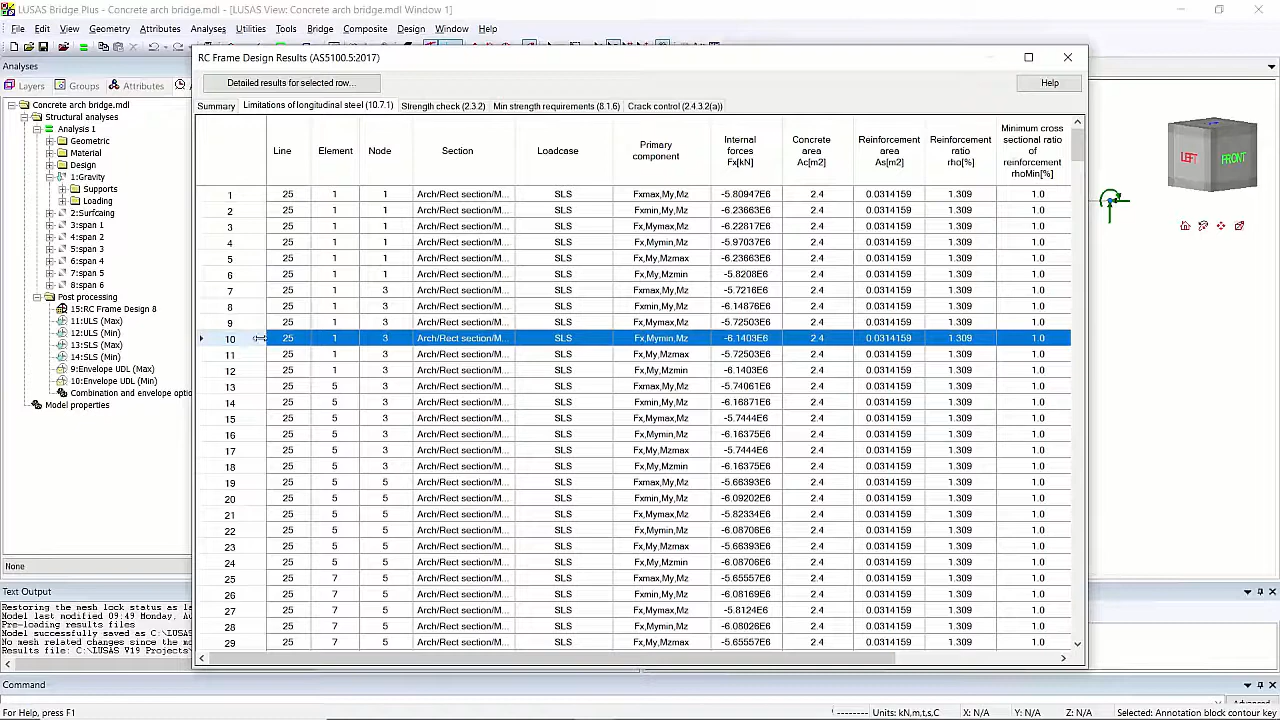 LUSAS Bridge Plus - Concrete arch bridge.mdl - [LUSAS View: Concrete arch bridge.mdl Window 1]
File Edit View Geometry Attributes Analyses Utilities Tools Bridge Composite Design Window Help
Analyses
Layers Groups Attributes
Concrete arch bridge.mdl
Structural analyses
Analysis 1
Geometric
Material
Design
1:Gravity
Supports
Loading
2:Surfcaing
3:span 1
4:span 2
5:span 3
6:span 4
7:span 5
8:span 6
Post processing
15:RC Frame Design 8
11:ULS (Max)
12:ULS (Min)
13:SLS (Max)
14:SLS (Min)
9:Envelope UDL (Max)
10:Envelope UDL (Min)
Combination and envelope optio
Model properties
None
RC Frame Design Results (AS5100.5:2017)
Detailed results for selected row... Help
Summary Limitations of longitudinal steel (10.7.1) Strength check (2.3.2) Min strength requirements (8.1.6) Crack control (2.4.3.2(a))
Line Element Node Section Loadcase Primary component Internal forces Fx[kN] Concrete area Ac[m2] Reinforcement area As[m2] Reinforcement ratio rho[%] Minimum cross sectional ratio of reinforcement rhoMin[%]
1 25 1 1 Arch/Rect section/M... SLS Fxmax,My,Mz -5.80947E6 2.4 0.0314159 1.309 1.0
2 25 1 1 Arch/Rect section/M... SLS Fxmin,My,Mz -6.23663E6 2.4 0.0314159 1.309 1.0
3 25 1 1 Arch/Rect section/M... SLS Fx,Mymax,Mz -6.22817E6 2.4 0.0314159 1.309 1.0
4 25 1 1 Arch/Rect section/M... SLS Fx,Mymin,Mz -5.97037E6 2.4 0.0314159 1.309 1.0
5 25 1 1 Arch/Rect section/M... SLS Fx,My,Mzmax -6.23663E6 2.4 0.0314159 1.309 1.0
6 25 1 1 Arch/Rect section/M... SLS Fx,My,Mzmin -5.8208E6 2.4 0.0314159 1.309 1.0
7 25 1 3 Arch/Rect section/M... SLS Fxmax,My,Mz -5.7216E6 2.4 0.0314159 1.309 1.0
8 25 1 3 Arch/Rect section/M... SLS Fxmin,My,Mz -6.14876E6 2.4 0.0314159 1.309 1.0
9 25 1 3 Arch/Rect section/M... SLS Fx,Mymax,Mz -5.72503E6 2.4 0.0314159 1.309 1.0
10 25 1 3 Arch/Rect section/M... SLS Fx,Mymin,Mz -6.1403E6 2.4 0.0314159 1.309 1.0
11 25 1 3 Arch/Rect section/M... SLS Fx,My,Mzmax -5.72503E6 2.4 0.0314159 1.309 1.0
12 25 1 3 Arch/Rect section/M... SLS Fx,My,Mzmin -6.1403E6 2.4 0.0314159 1.309 1.0
13 25 5 3 Arch/Rect section/M... SLS Fxmax,My,Mz -5.74061E6 2.4 0.0314159 1.309 1.0
14 25 5 3 Arch/Rect section/M... SLS Fxmin,My,Mz -6.16871E6 2.4 0.0314159 1.309 1.0
15 25 5 3 Arch/Rect section/M... SLS Fx,Mymax,Mz -5.7444E6 2.4 0.0314159 1.309 1.0
16 25 5 3 Arch/Rect section/M... SLS Fx,Mymin,Mz -6.16375E6 2.4 0.0314159 1.309 1.0
17 25 5 3 Arch/Rect section/M... SLS Fx,My,Mzmax -5.7444E6 2.4 0.0314159 1.309 1.0
18 25 5 3 Arch/Rect section/M... SLS Fx,My,Mzmin -6.16375E6 2.4 0.0314159 1.309 1.0
19 25 5 5 Arch/Rect section/M... SLS Fxmax,My,Mz -5.66393E6 2.4 0.0314159 1.309 1.0
20 25 5 5 Arch/Rect section/M... SLS Fxmin,My,Mz -6.09202E6 2.4 0.0314159 1.309 1.0
21 25 5 5 Arch/Rect section/M... SLS Fx,Mymax,Mz -5.82334E6 2.4 0.0314159 1.309 1.0
22 25 5 5 Arch/Rect section/M... SLS Fx,Mymin,Mz -6.08706E6 2.4 0.0314159 1.309 1.0
23 25 5 5 Arch/Rect section/M... SLS Fx,My,Mzmax -5.66393E6 2.4 0.0314159 1.309 1.0
24 25 5 5 Arch/Rect section/M... SLS Fx,My,Mzmin -6.08706E6 2.4 0.0314159 1.309 1.0
25 25 7 5 Arch/Rect section/M... SLS Fxmax,My,Mz -5.65557E6 2.4 0.0314159 1.309 1.0
26 25 7 5 Arch/Rect section/M... SLS Fxmin,My,Mz -6.08169E6 2.4 0.0314159 1.309 1.0
27 25 7 5 Arch/Rect section/M... SLS Fx,Mymax,Mz -5.8124E6 2.4 0.0314159 1.309 1.0
28 25 7 5 Arch/Rect section/M... SLS Fx,Mymin,Mz -6.08026E6 2.4 0.0314159 1.309 1.0
29 25 7 5 Arch/Rect section/M... SLS Fx,My,Mzmax -5.65557E6 2.4 0.0314159 1.309 1.0
LEFT FRONT
Text Output
Restoring the mesh lock status as la
Model last modified 09:49 Monday, Au
Pre-loading results files
Model successfully saved as C:\LUSAS
No mesh related changes since the m
Results file: C:\LUSAS V19 Projects
Command
For Help, press F1 Units: kN,m,t,s,C X: N/A Y: N/A Z: N/A Selected: Annotation block contour key